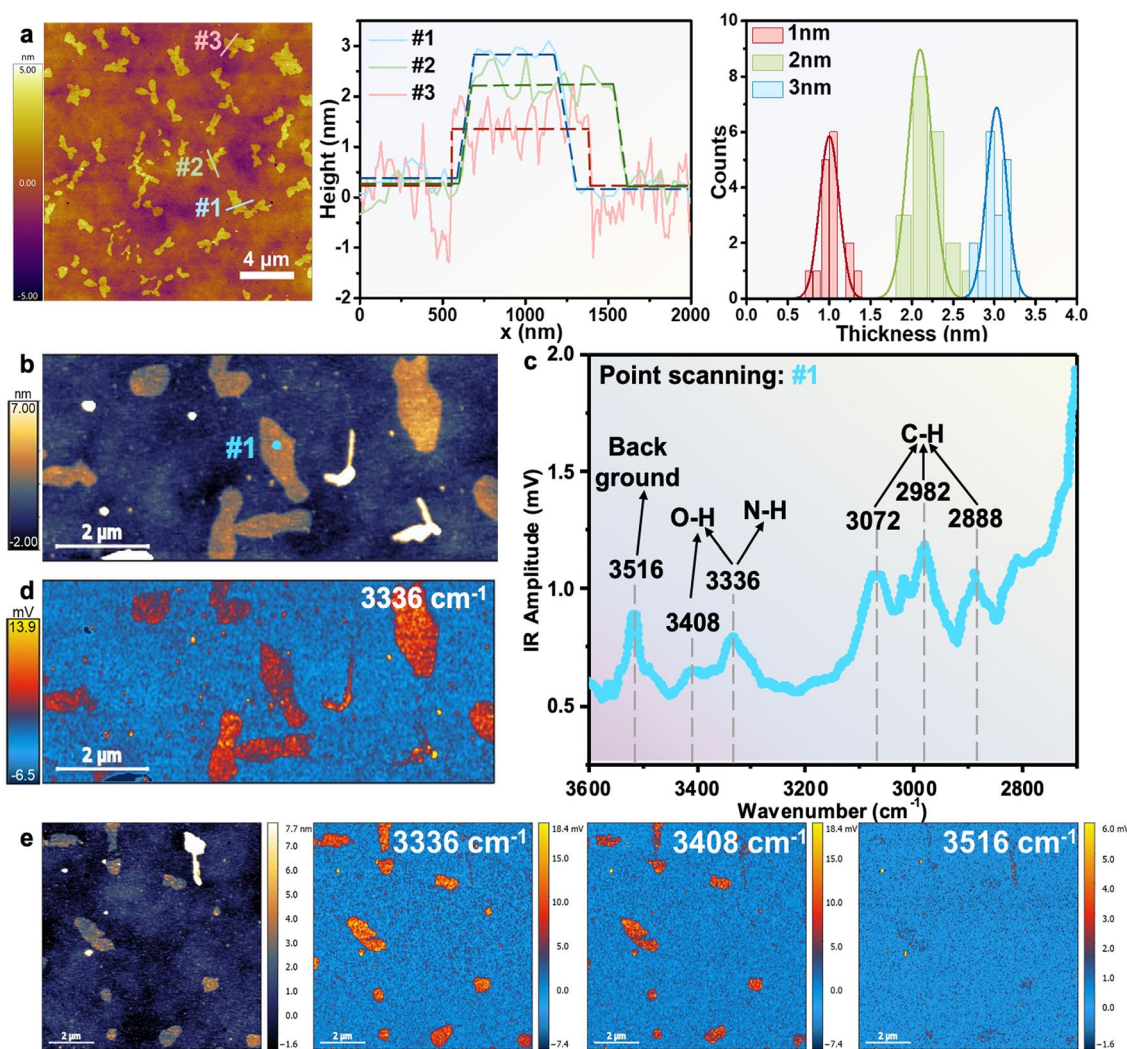 a
nm
5.00
0.00
-5.00
#3
#2
#1
4 µm
Height (nm)
3
2
1
0
-1
-2
#1
#2
#3
0
500
1000
1500
2000
x (nm)
Counts
10
8
6
4
2
0
1nm
2nm
3nm
0.0
0.5
1.0
1.5
2.0
2.5
3.0
3.5
4.0
Thickness (nm)
b
nm
7.00
-2.00
#1
2 µm
c
Point scanning: #1
IR Amplitude (mV)
2.0
1.5
1.0
0.5
Back
ground
3516
O-H
3408
N-H
3336
C-H
3072
2982
2888
3600
3400
3200
3000
2800
Wavenumber (cm⁻¹)
d
mV
13.9
-6.5
3336 cm⁻¹
2 µm
e
2 µm
7.7 nm
7.0
6.0
5.0
4.0
3.0
2.0
1.0
0.0
−1.6
3336 cm⁻¹
2 µm
18.4 mV
15.0
10.0
5.0
0.0
−7.4
3408 cm⁻¹
2 µm
18.4 mV
15.0
10.0
5.0
0.0
−7.4
3516 cm⁻¹
2 µm
6.0 mV
5.0
4.0
3.0
2.0
1.0
0.0
−1.6